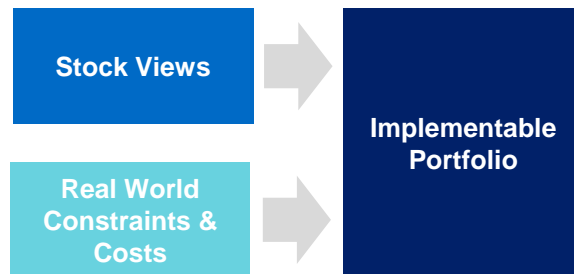 Stock Views
Real World
Constraints &
Costs
Implementable
Portfolio